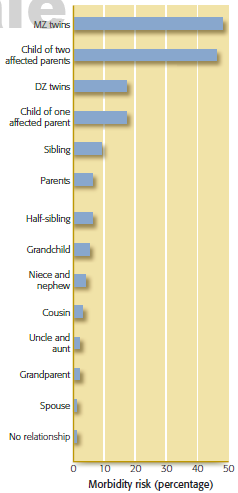 ale
MZ twins
Child of two
affected parents
DZ twins
Child of one
affected parent
Sibling
Parents
Half-sibling
Grandchild
Niece and
nephew
Cousin
Uncle and
aunt
Grandparent
Spouse
No relationship
0 10 20 30 40 50
Morbidity risk (percentage)